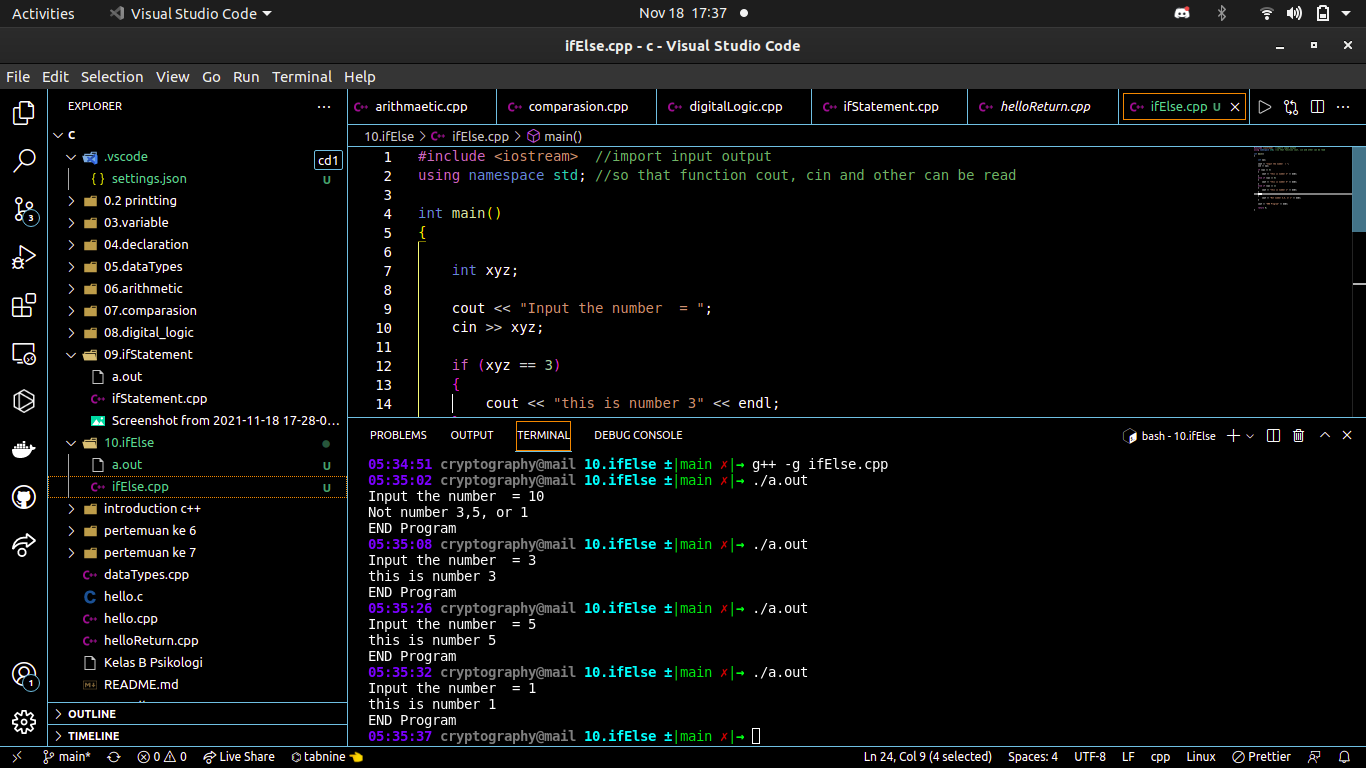 Activities Visual Studio Code Nov 18 17:37
ifElse.cpp - c - Visual Studio Code
File Edit Selection View Go Run Terminal Help
EXPLORER
C
.vscode
cd1
settings.json U
0.2 printting
03.variable
04.declaration
05.dataTypes
06.arithmetic
07.comparasion
08.digital_logic
09.ifStatement
a.out
ifStatement.cpp
Screenshot from 2021-11-18 17-28-0...
10.ifElse
a.out U
ifElse.cpp U
introduction c++
pertemuan ke 6
pertemuan ke 7
dataTypes.cpp
hello.c
hello.cpp
helloReturn.cpp
Kelas B Psikologi
README.md
OUTLINE
TIMELINE
3
1
arithmaetic.cpp comparasion.cpp digitalLogic.cpp ifStatement.cpp helloReturn.cpp ifElse.cpp U
10.ifElse > ifElse.cpp > main()
1 #include <iostream>  //import input output
2 using namespace std; //so that function cout, cin and other can be read
3
4 int main()
5 {
6
7     int xyz;
8
9     cout << "Input the number  = ";
10     cin >> xyz;
11
12     if (xyz == 3)
13     {
14         cout << "this is number 3" << endl;
PROBLEMS OUTPUT TERMINAL DEBUG CONSOLE bash - 10.ifElse
05:34:51 cryptography@mail 10.ifElse ±|main ✗|→ g++ -g ifElse.cpp
05:35:02 cryptography@mail 10.ifElse ±|main ✗|→ ./a.out
Input the number  = 10
Not number 3,5, or 1
END Program
05:35:08 cryptography@mail 10.ifElse ±|main ✗|→ ./a.out
Input the number  = 3
this is number 3
END Program
05:35:26 cryptography@mail 10.ifElse ±|main ✗|→ ./a.out
Input the number  = 5
this is number 5
END Program
05:35:32 cryptography@mail 10.ifElse ±|main ✗|→ ./a.out
Input the number  = 1
this is number 1
END Program
05:35:37 cryptography@mail 10.ifElse ±|main ✗|→
main* 0 0 Live Share tabnine Ln 24, Col 9 (4 selected) Spaces: 4 UTF-8 LF cpp Linux Prettier